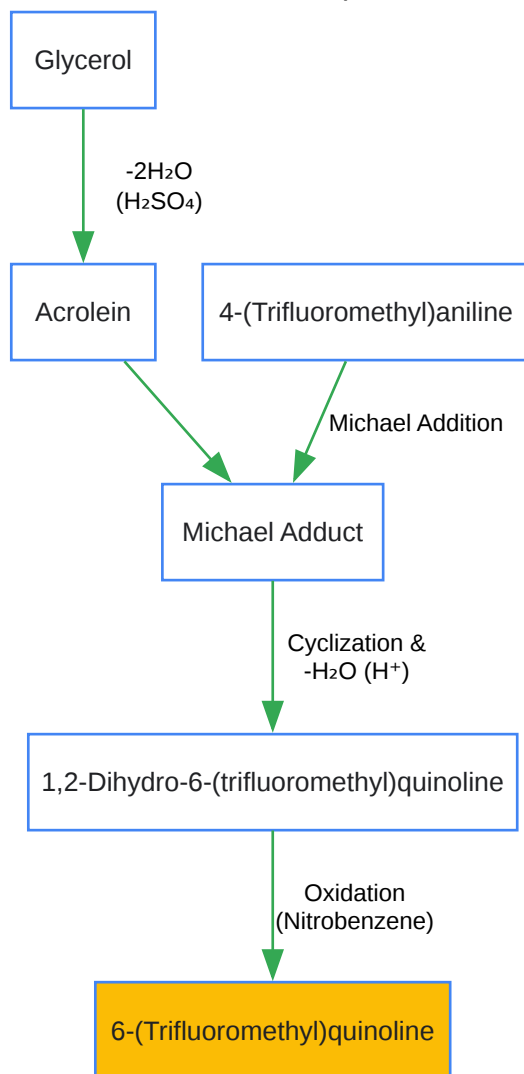 Glycerol
-2H₂O
(H₂SO₄)
Acrolein
4-(Trifluoromethyl)aniline
Michael Addition
Michael Adduct
Cyclization &
-H₂O (H⁺)
1,2-Dihydro-6-(trifluoromethyl)quinoline
Oxidation
(Nitrobenzene)
6-(Trifluoromethyl)quinoline